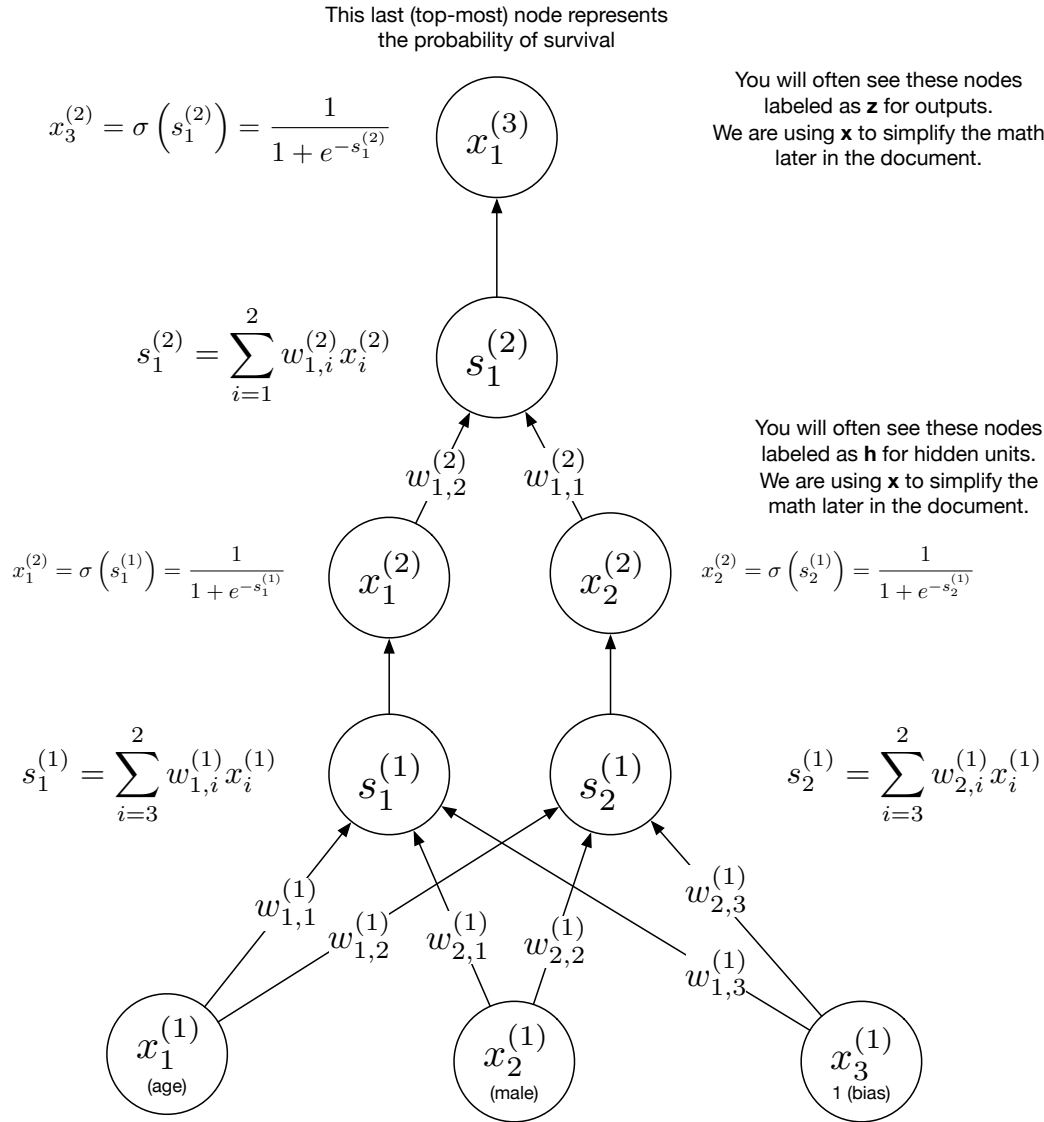 This last (top-most) node represents
the probability of survival
You will often see these nodes
labeled as z for outputs.
We are using x to simplify the math
later in the document.
x_3^{(2)} = σ(s_1^{(2)}) = \frac{1}{1 + e^{-s_1^{(2)}}}
x_1^{(3)}
s_1^{(2)} = \sum_{i=1}^{2} w_{1,i}^{(2)} x_i^{(2)}
s_1^{(2)}
You will often see these nodes
labeled as h for hidden units.
We are using x to simplify the
math later in the document.
w_{1,2}^{(2)}
w_{1,1}^{(2)}
x_1^{(2)} = σ(s_1^{(1)}) = \frac{1}{1 + e^{-s_1^{(1)}}}
x_1^{(2)}
x_2^{(2)}
x_2^{(2)} = σ(s_2^{(1)}) = \frac{1}{1 + e^{-s_2^{(1)}}}
s_1^{(1)} = \sum_{i=3}^{2} w_{1,i}^{(1)} x_i^{(1)}
s_1^{(1)}
s_2^{(1)}
s_2^{(1)} = \sum_{i=3}^{2} w_{2,i}^{(1)} x_i^{(1)}
w_{1,1}^{(1)}
w_{1,2}^{(1)}
w_{2,1}^{(1)}
w_{2,2}^{(1)}
w_{2,3}^{(1)}
w_{1,3}^{(1)}
x_1^{(1)}
(age)
x_2^{(1)}
(male)
x_3^{(1)}
1 (bias)